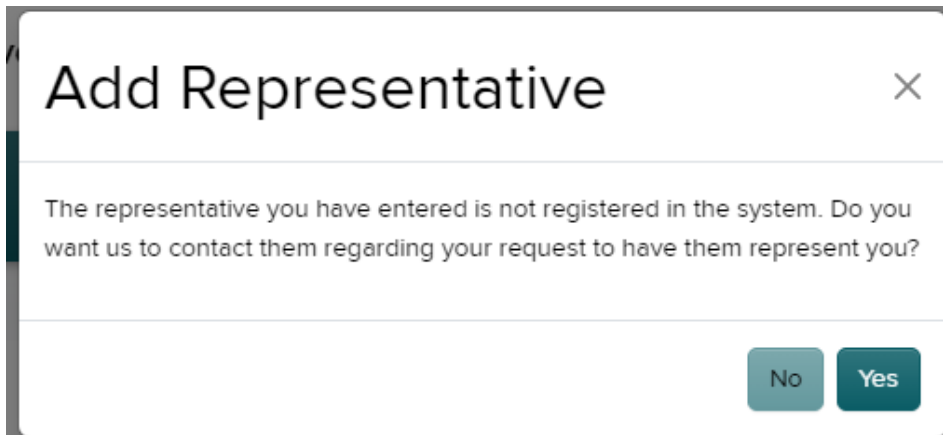 Add Representative
The representative you have entered is not registered in the system. Do you
want us to contact them regarding your request to have them represent you?
No Yes